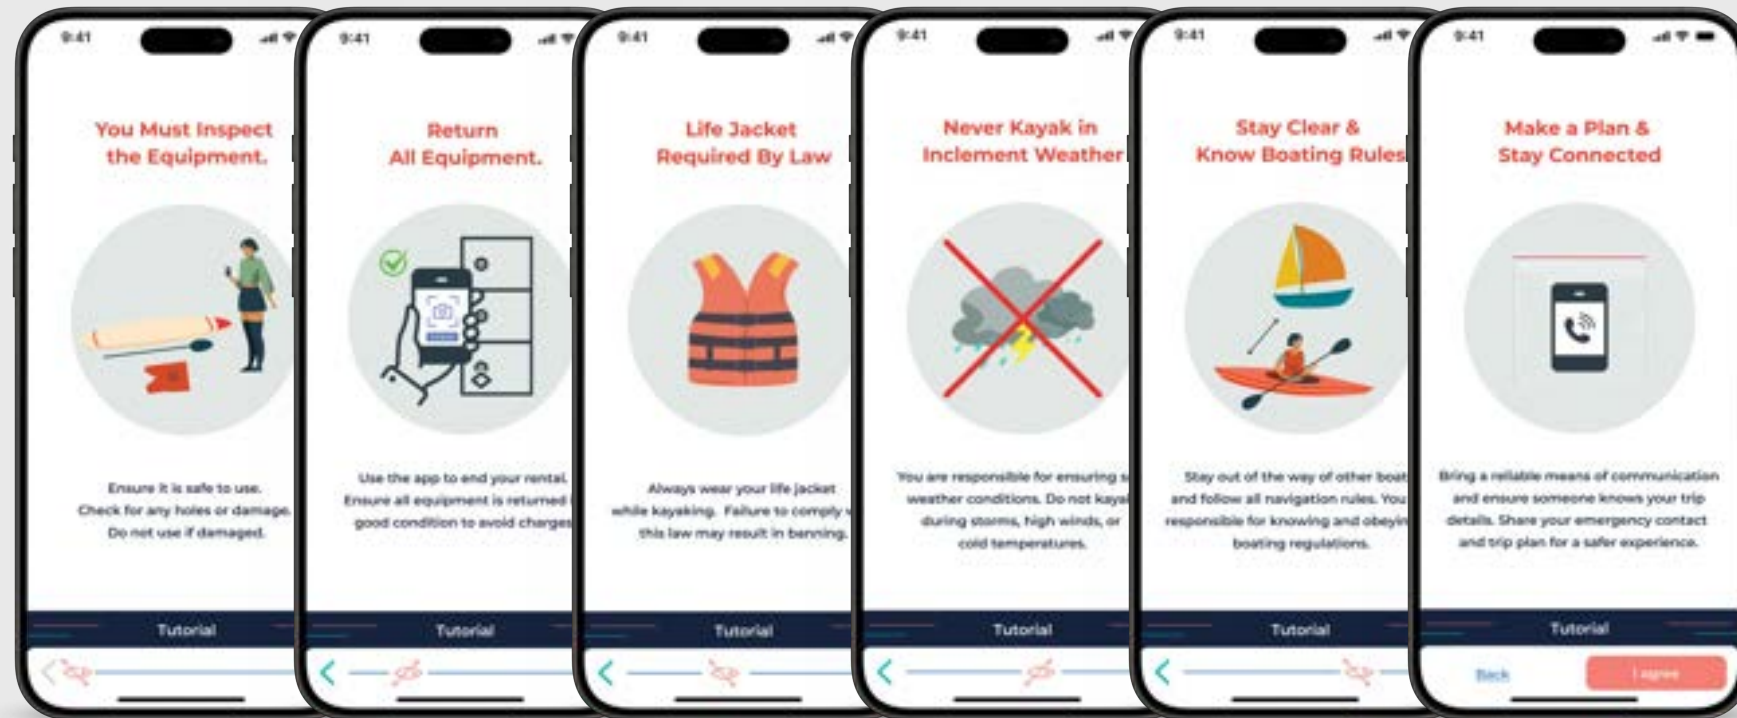 9:41
You Must Inspect
the Equipment.
Ensure it is safe to use.
Check for any holes or damage.
Do not use if damaged.
Tutorial
9:41
Return
All Equipment.
Use the app to end your rental.
Ensure all equipment is returned
good condition to avoid charges
Tutorial
9:41
Life Jacket
Required By Law
Always wear your life jacket
while kayaking. Failure to comply
this law may result in banning.
Tutorial
9:41
Never Kayak in
Inclement Weather
You are responsible for ensuring
weather conditions. Do not
during storms, high winds, or
cold temperatures.
Tutorial
9:41
Stay Clear &
Know Boating Rules
Stay out of the way of other
and follow all navigation rules. You
responsible for knowing and
boating regulations.
Tutorial
9:41
Make a Plan &
Stay Connected
Bring a reliable means of communication
and ensure someone knows your trip
details. Share your emergency contact
and trip plan for a safer experience.
Tutorial
Back
I agree